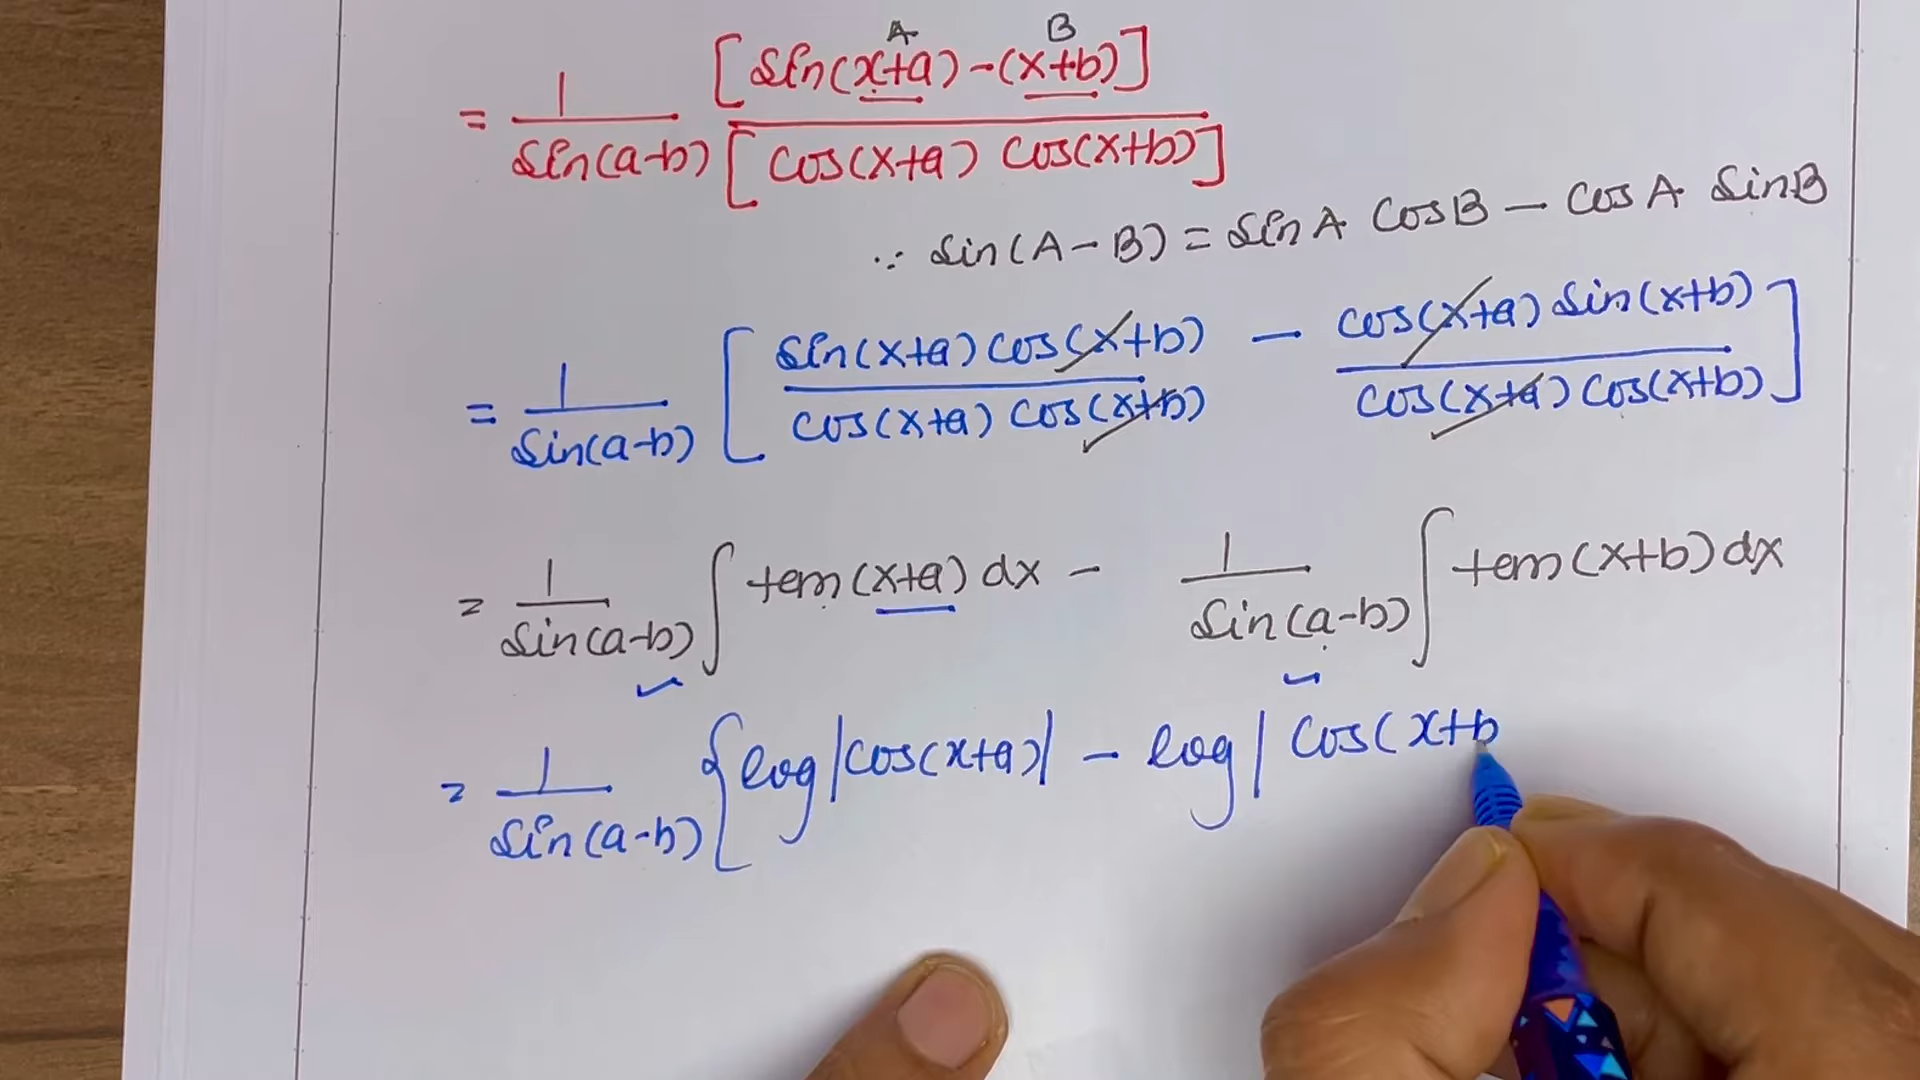 A B
= 1/sin(a-b) [sin(x+a)-(x+b)]/[cos(x+a) cos(x+b)]
∵ sin(A-B) = sin A cos B - cos A sin B
= 1/sin(a-b) [ sin(x+a) cos(x+b)/cos(x+a) cos(x+b) - cos(x+a) sin(x+b)/cos(x+a) cos(x+b) ]
= 1/sin(a-b) ∫ tan(x+a) dx - 1/sin(a-b) ∫ tan(x+b) dx
= 1/sin(a-b) { log|cos(x+a)| - log| cos(x+b